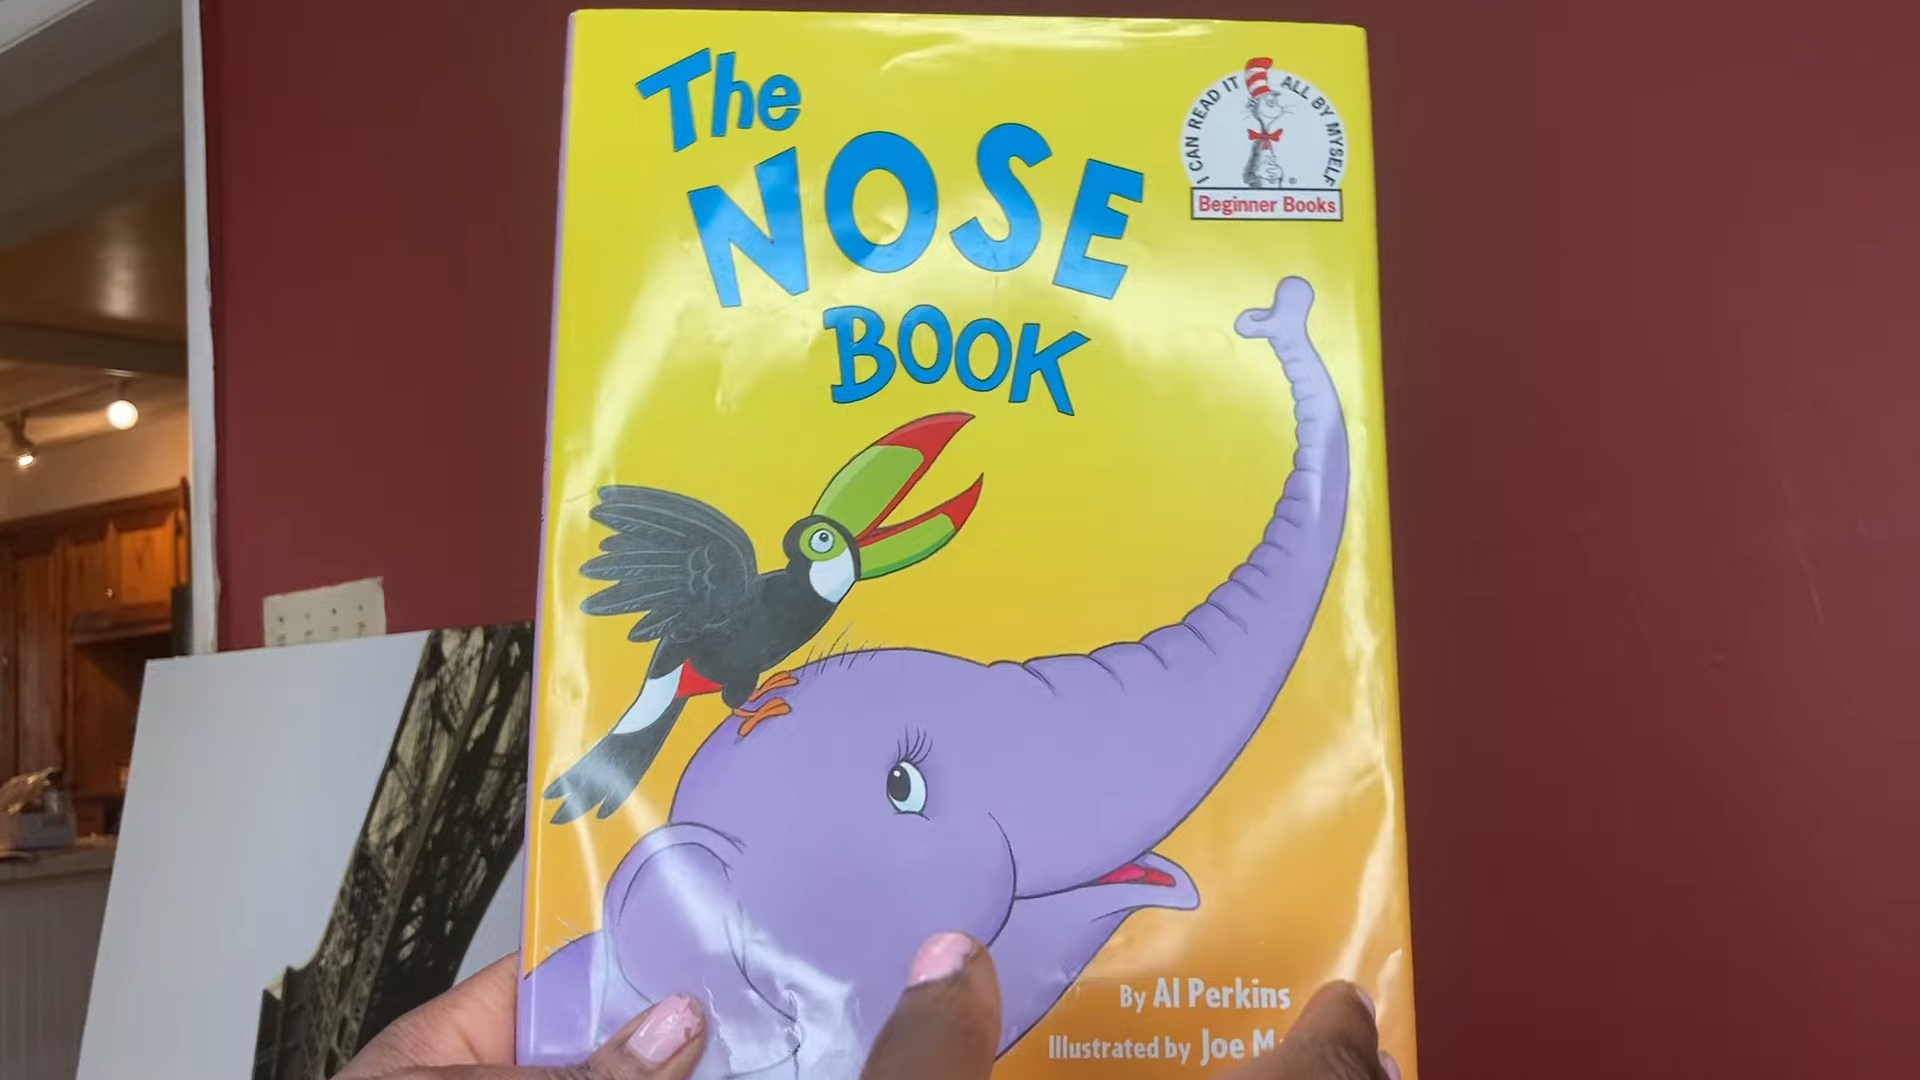 The
NOSE
BOOK
I CAN READ IT ALL BY MYSELF
®
Beginner Books
By Al Perkins
Illustrated by Joe